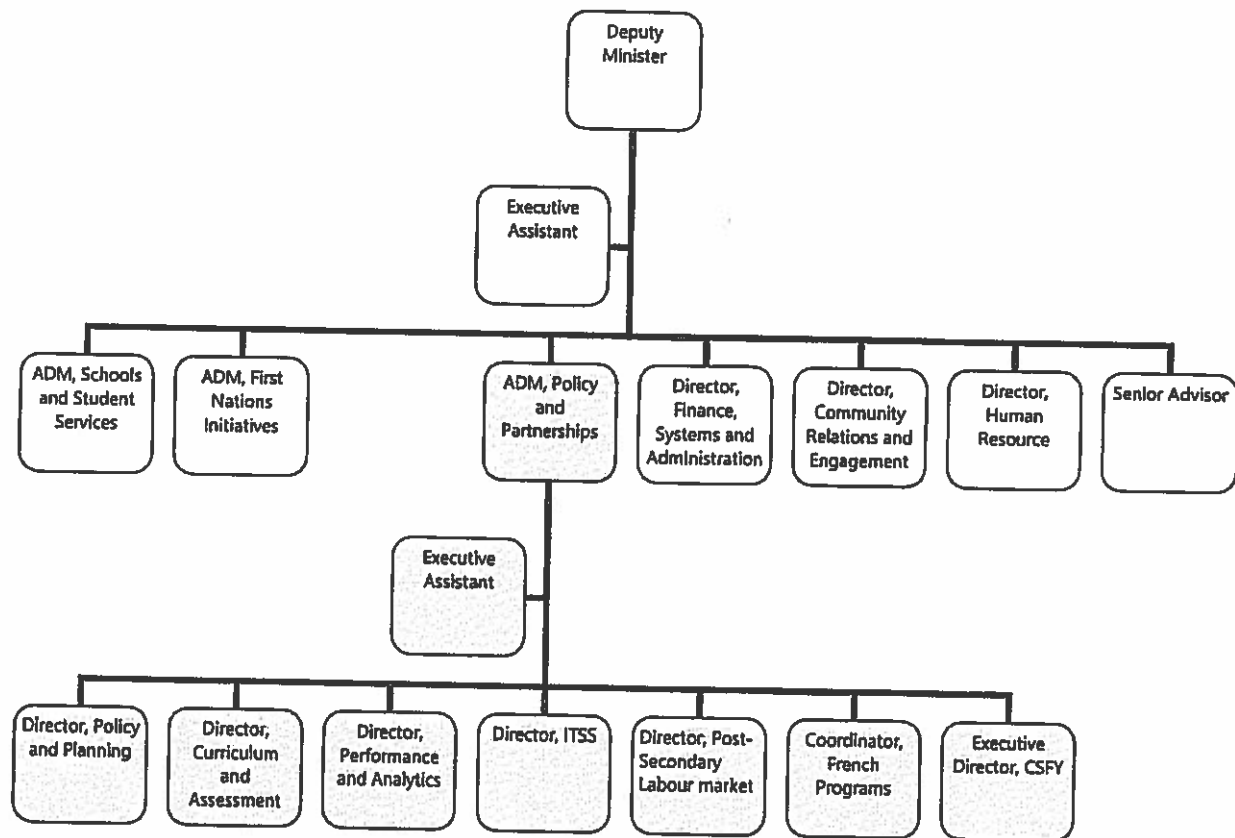 Deputy
Minister
Executive
Assistant
ADM, Schools
and Student
Services
ADM, First
Nations
Initiatives
ADM, Policy
and
Partnerships
Director,
Finance,
Systems and
Administration
Director,
Community
Relations and
Engagement
Director,
Human
Resource
Senior Advisor
Executive
Assistant
Director, Policy
and Planning
Director,
Curriculum
and
Assessment
Director,
Performance
and Analytics
Director, ITSS
Director, Post-
Secondary
Labour market
Coordinator,
French
Programs
Executive
Director, CSFY